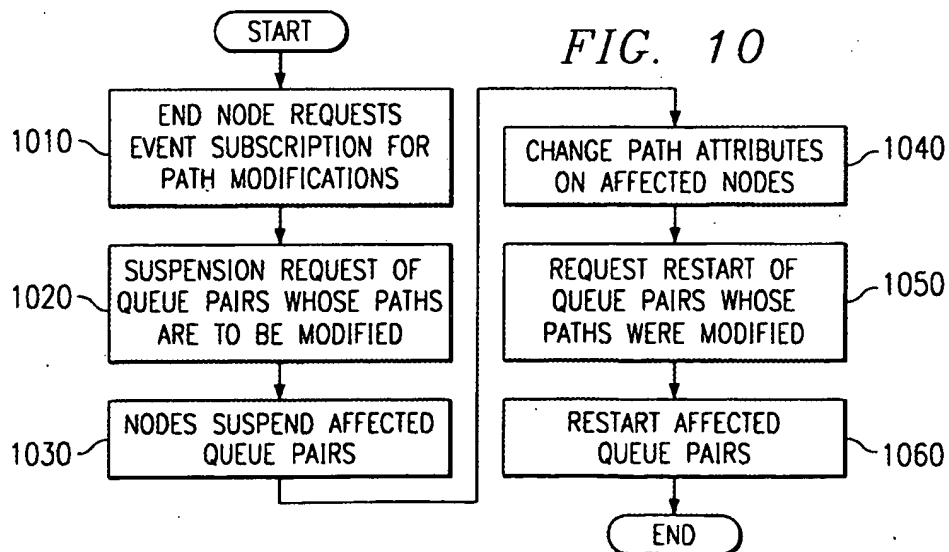 START
FIG. 10
1010
END NODE REQUESTS
EVENT SUBSCRIPTION FOR
PATH MODIFICATIONS
1020
SUSPENSION REQUEST OF
QUEUE PAIRS WHOSE PATHS
ARE TO BE MODIFIED
1030
NODES SUSPEND AFFECTED
QUEUE PAIRS
CHANGE PATH ATTRIBUTES
ON AFFECTED NODES
1040
REQUEST RESTART OF
QUEUE PAIRS WHOSE
PATHS WERE MODIFIED
1050
RESTART AFFECTED
QUEUE PAIRS
1060
END